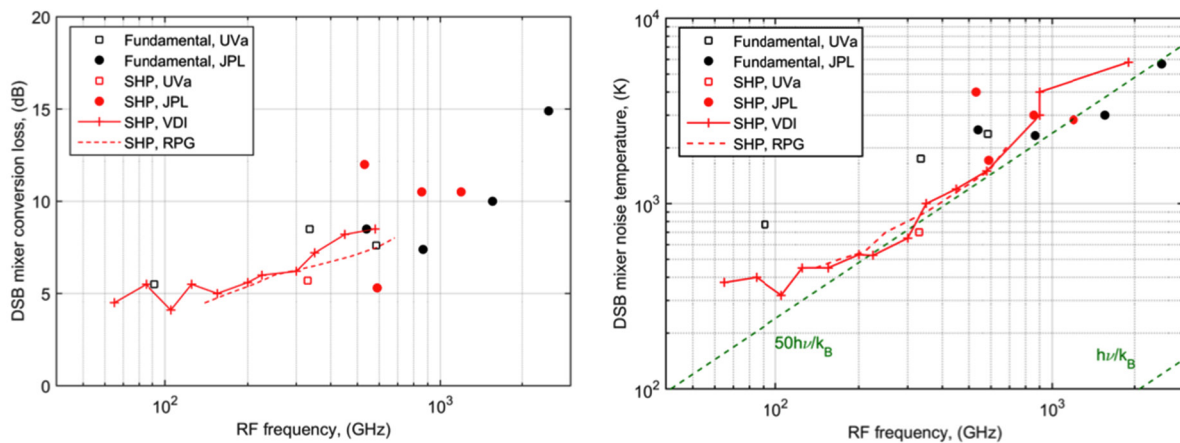 20
15
10
5
0
DSB mixer conversion loss, (dB)
Fundamental, UVa
Fundamental, JPL
SHP, UVa
SHP, JPL
SHP, VDI
SHP, RPG
10²
10³
RF frequency, (GHz)
10⁴
10³
10²
DSB mixer noise temperature, (K)
Fundamental, UVa
Fundamental, JPL
SHP, UVa
SHP, JPL
SHP, VDI
SHP, RPG
50hν/k_B
hν/k_B
10²
10³
RF frequency, (GHz)